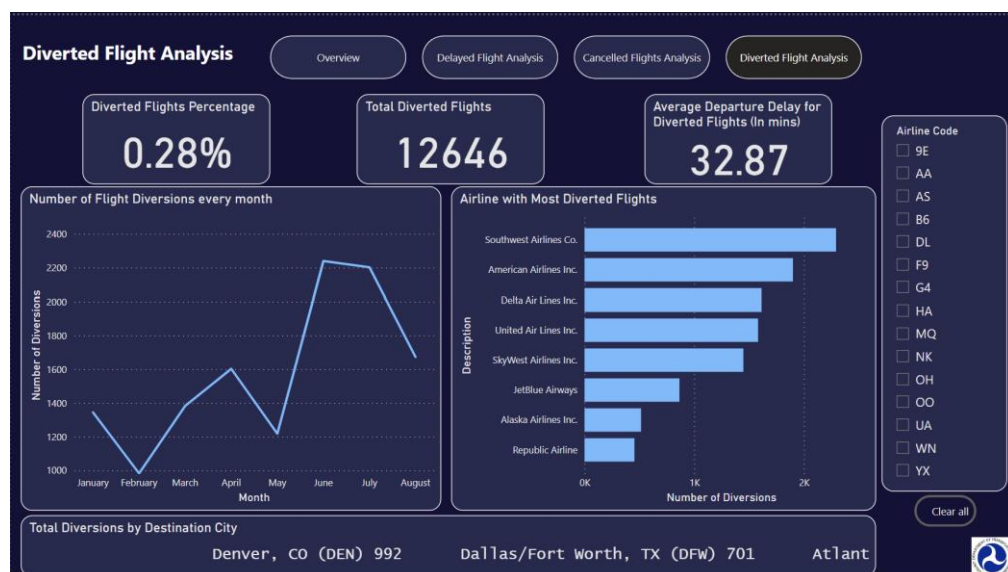 Diverted Flight Analysis
Overview
Delayed Flight Analysis
Cancelled Flights Analysis
Diverted Flight Analysis
Diverted Flights Percentage
0.28%
Total Diverted Flights
12646
Average Departure Delay for
Diverted Flights (In mins)
32.87
Number of Flight Diversions every month
Number of Diversions
2400
2200
2000
1800
1600
1400
1200
1000
January February March April May June July August
Month
Airline with Most Diverted Flights
Description
Southwest Airlines Co.
American Airlines Inc.
Delta Air Lines Inc.
United Air Lines Inc.
SkyWest Airlines Inc.
JetBlue Airways
Alaska Airlines Inc.
Republic Airline
0K 1K 2K
Number of Diversions
Airline Code
9E
AA
AS
B6
DL
F9
G4
HA
MQ
NK
OH
OO
UA
WN
YX
Clear all
Total Diversions by Destination City
Denver, CO (DEN) 992 Dallas/Fort Worth, TX (DFW) 701 Atlant